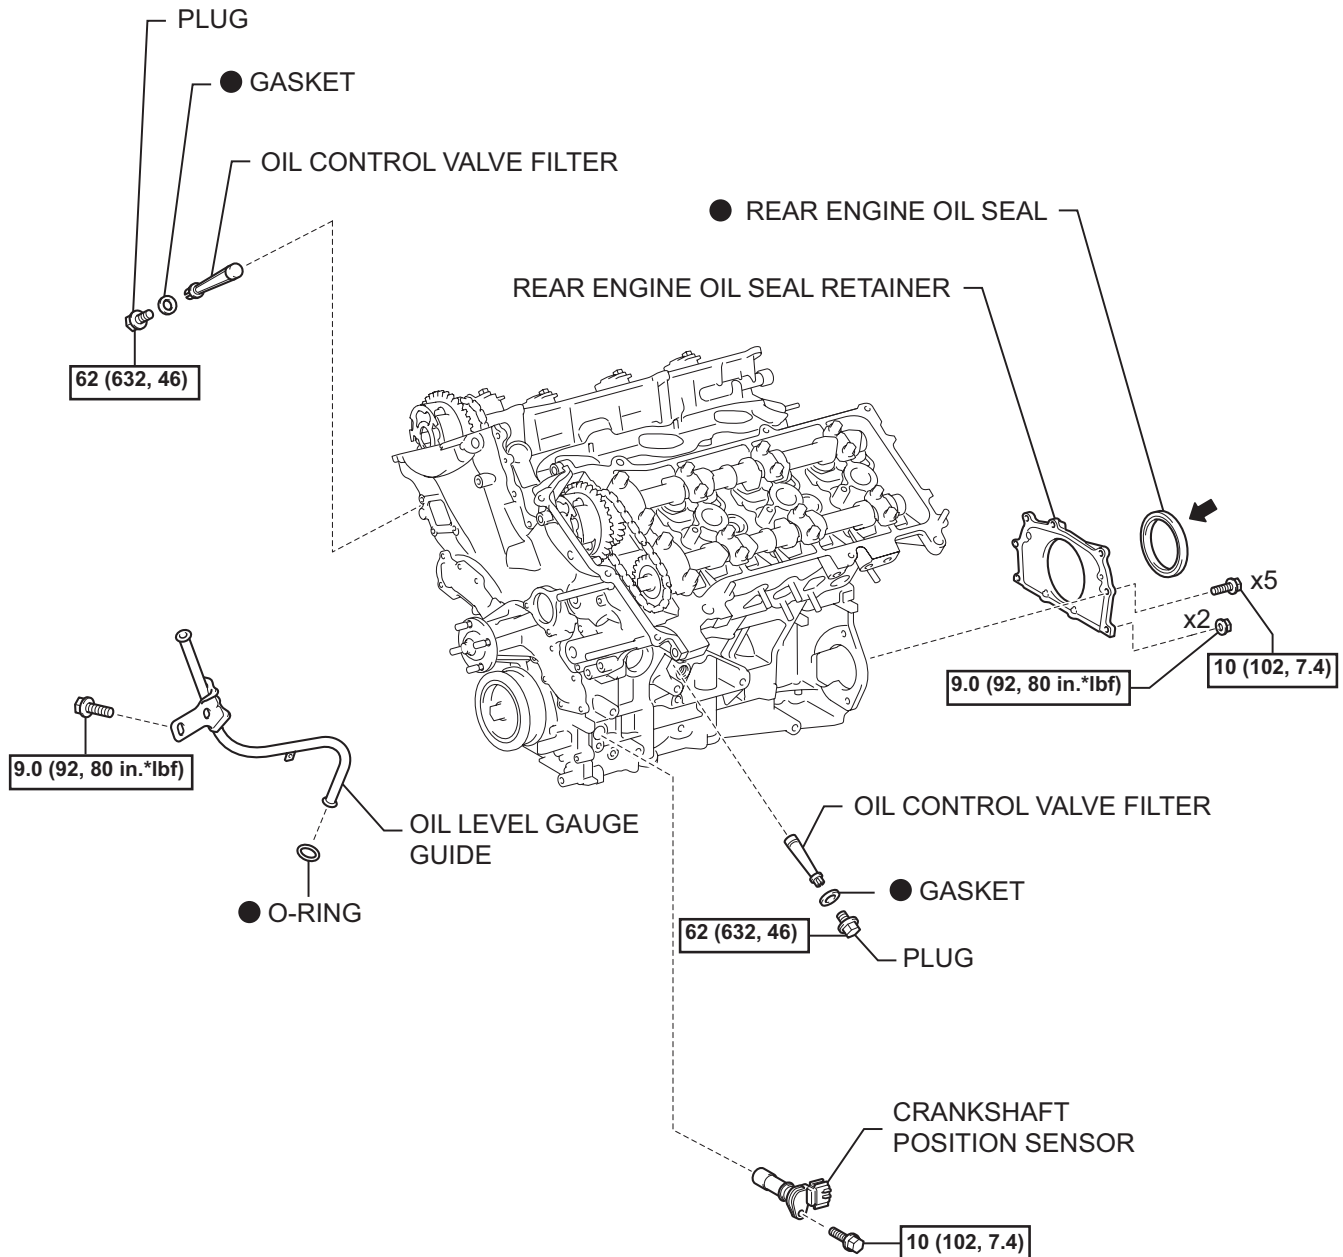 PLUG
● GASKET
OIL CONTROL VALVE FILTER
● REAR ENGINE OIL SEAL
REAR ENGINE OIL SEAL RETAINER
62 (632, 46)
x5
x2
10 (102, 7.4)
9.0 (92, 80 in.*lbf)
9.0 (92, 80 in.*lbf)
OIL LEVEL GAUGE
GUIDE
● O-RING
OIL CONTROL VALVE FILTER
● GASKET
62 (632, 46)
PLUG
CRANKSHAFT
POSITION SENSOR
10 (102, 7.4)